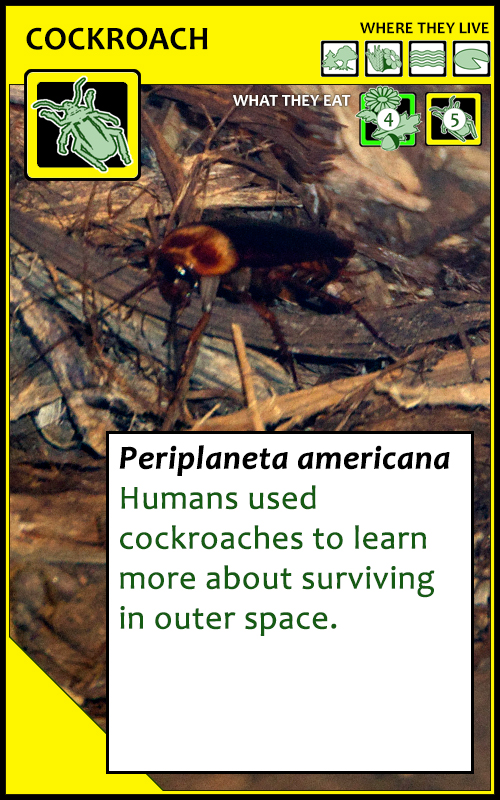 COCKROACH
WHERE THEY LIVE
WHAT THEY EAT
4
5
Periplaneta americana
Humans used
cockroaches to learn
more about surviving
in outer space.